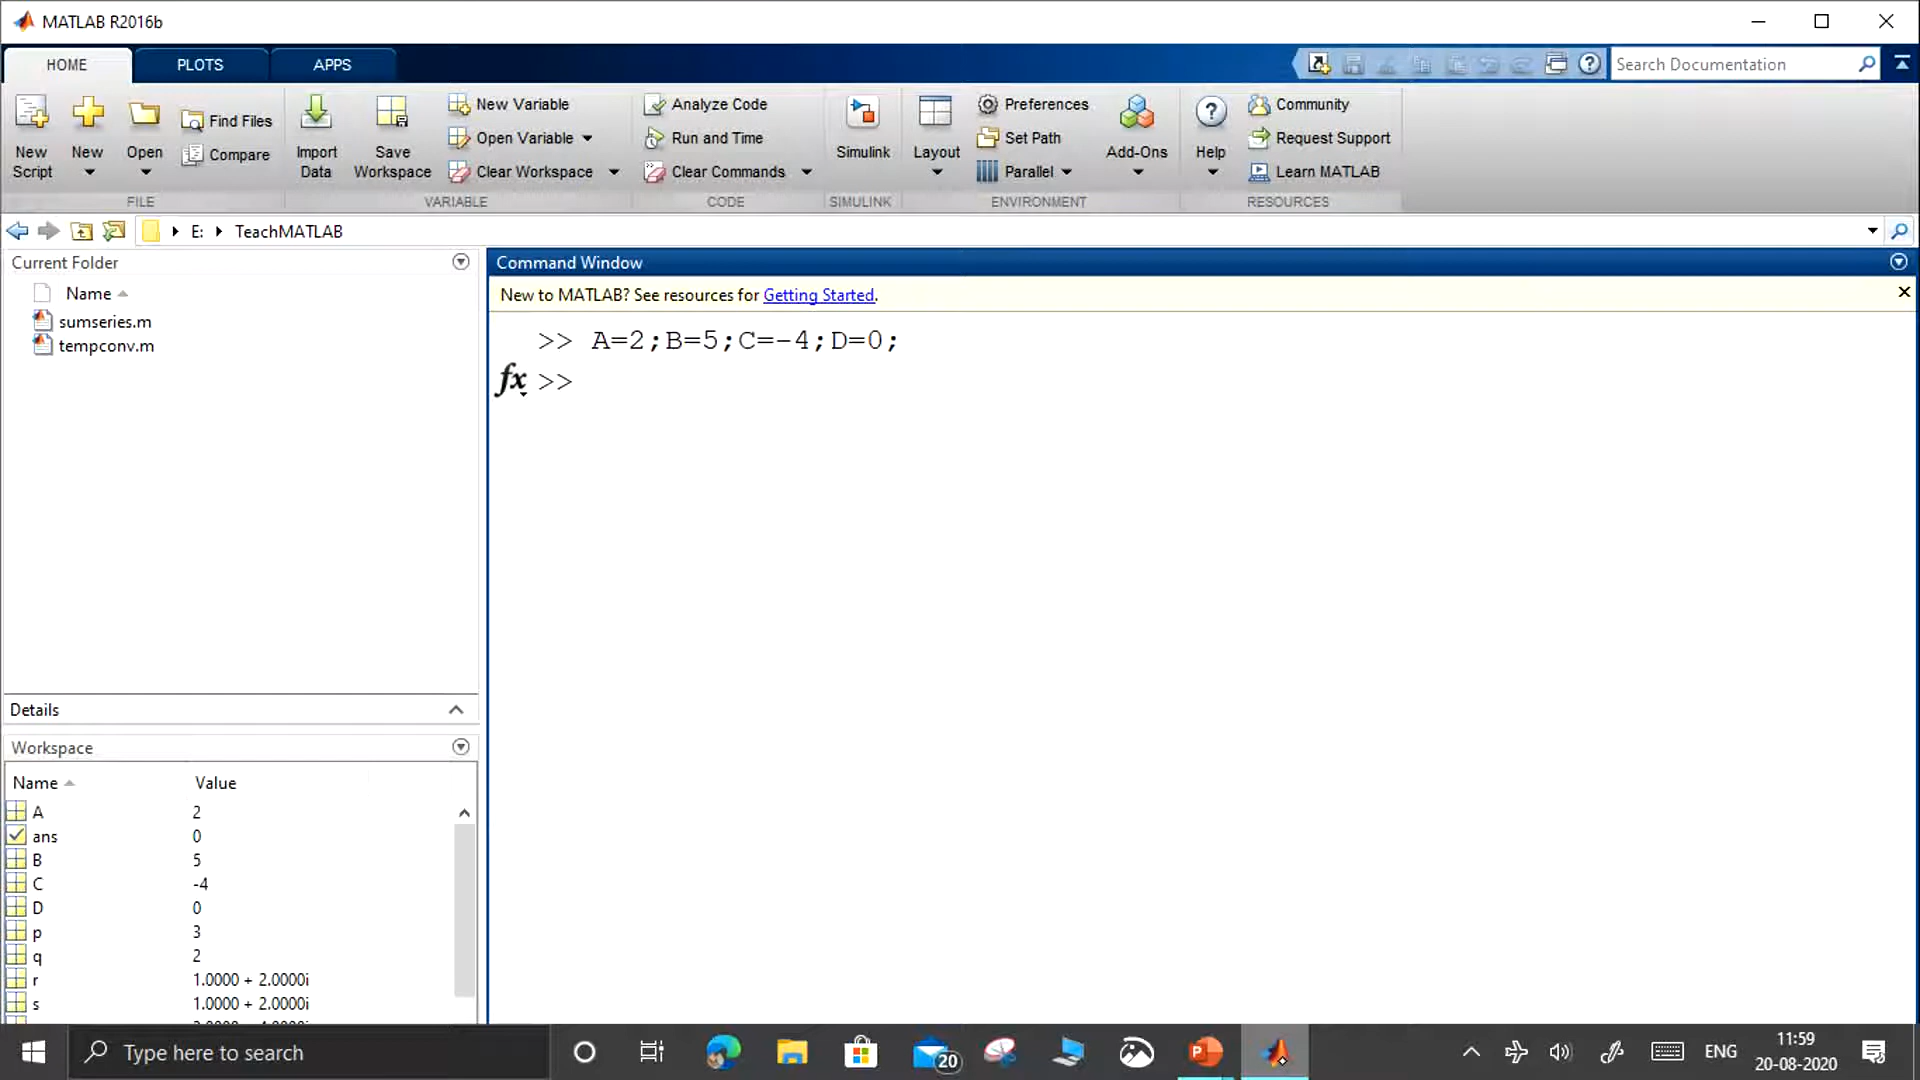 MATLAB R2016b
HOME
PLOTS
APPS
Search Documentation
New Script
New
Open
Find Files
Compare
Import Data
Save Workspace
New Variable
Open Variable
Clear Workspace
Analyze Code
Run and Time
Clear Commands
Simulink
Layout
Preferences
Set Path
Parallel
Add-Ons
Help
Community
Request Support
Learn MATLAB
FILE
VARIABLE
CODE
SIMULINK
ENVIRONMENT
RESOURCES
E: TeachMATLAB
Current Folder
Name
sumseries.m
tempconv.m
Details
Workspace
Name Value
A 2
ans 0
B 5
C -4
D 0
p 3
q 2
r 1.0000 + 2.0000i
s 1.0000 + 2.0000i
Command Window
New to MATLAB? See resources for Getting Started.
>> A=2;B=5;C=-4;D=0;
fx >>
Type here to search
20
ENG
11:59
20-08-2020